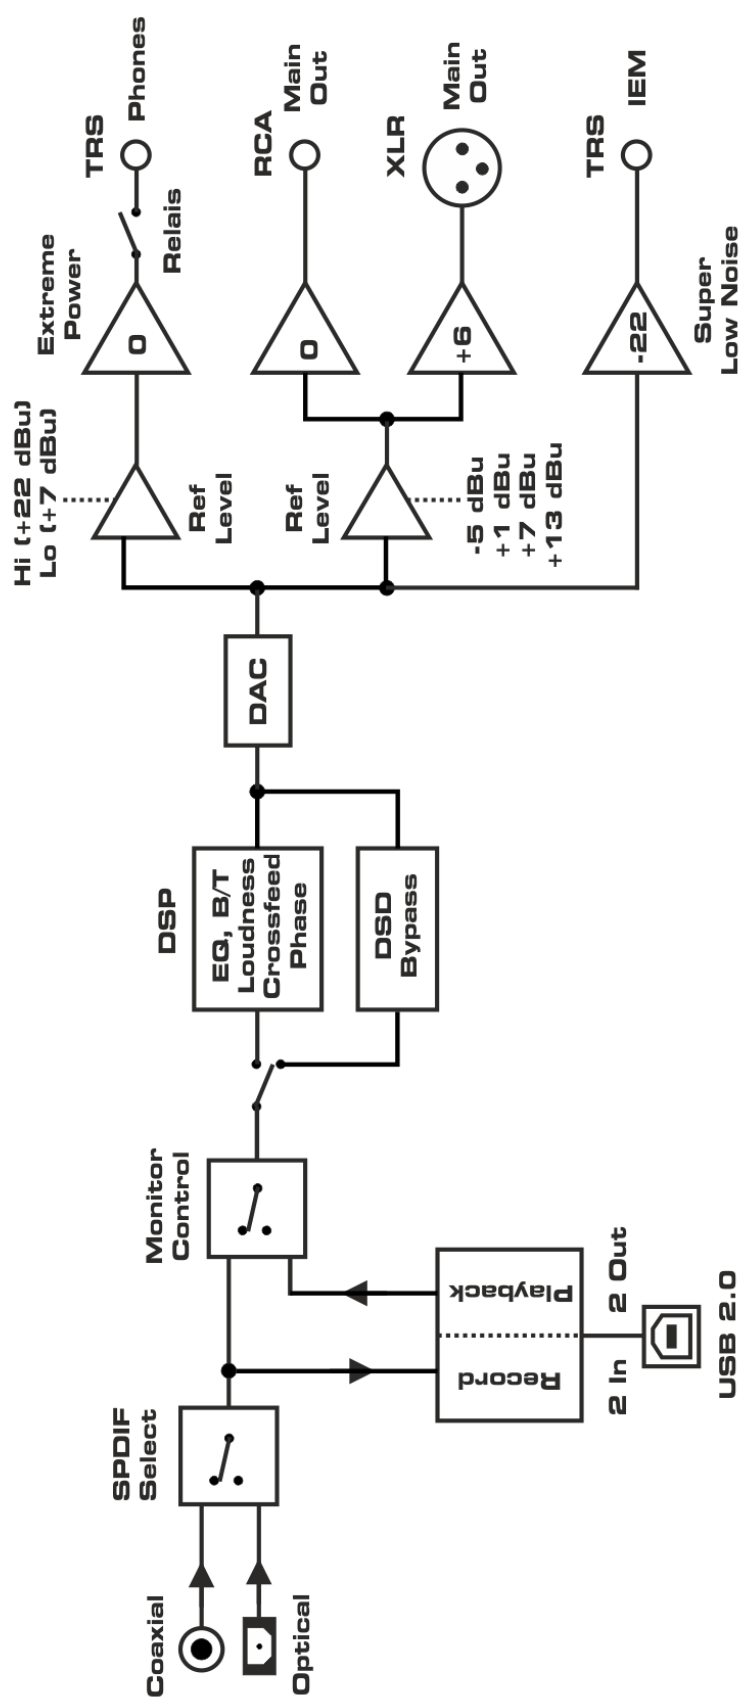 Coaxial
Optical
SPDIF
Select
Record
Playback
2 In
2 Out
USB 2.0
Monitor
Control
DSP
EQ, B/T
Loudness
Crossfeed
Phase
DSD
Bypass
DAC
Hi (+22 dBu)
Lo (+7 dBu)
Ref
Level
Ref
Level
-5 dBu
+1 dBu
+7 dBu
+13 dBu
Extreme
Power
0
Relais
TRS
Phones
0
RCA
Main
Out
+6
XLR
Main
Out
-22
Super
Low Noise
TRS
IEM